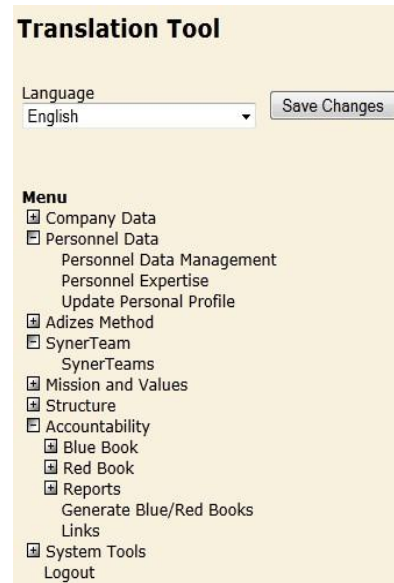 Translation Tool
Language
English
Save Changes
Menu
Company Data
Personnel Data
Personnel Data Management
Personnel Expertise
Update Personal Profile
Adizes Method
SynerTeam
SynerTeams
Mission and Values
Structure
Accountability
Blue Book
Red Book
Reports
Generate Blue/Red Books
Links
System Tools
Logout